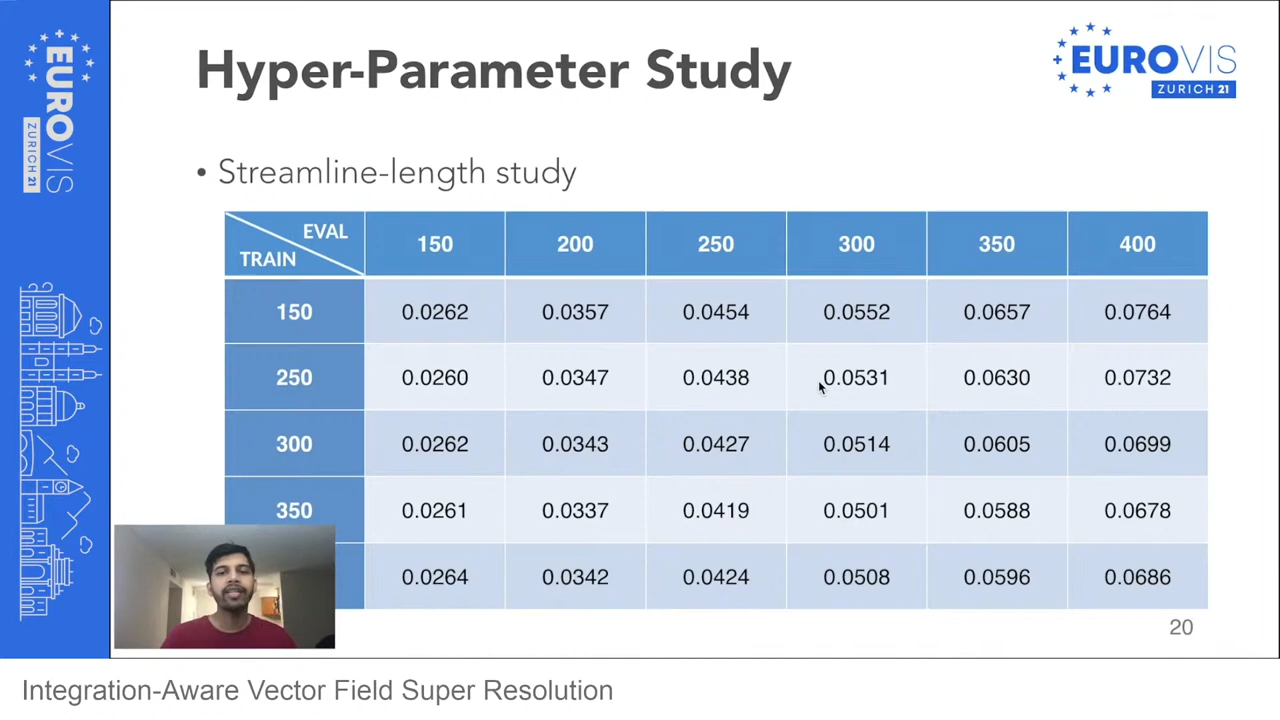 EUROVIS
ZURICH 21
Hyper-Parameter Study
EUROVIS
ZURICH 21
• Streamline-length study
EVAL
TRAIN
150 200 250 300 350 400
150 0.0262 0.0357 0.0454 0.0552 0.0657 0.0764
250 0.0260 0.0347 0.0438 0.0531 0.0630 0.0732
300 0.0262 0.0343 0.0427 0.0514 0.0605 0.0699
350 0.0261 0.0337 0.0419 0.0501 0.0588 0.0678
0.0264 0.0342 0.0424 0.0508 0.0596 0.0686
20
Integration-Aware Vector Field Super Resolution